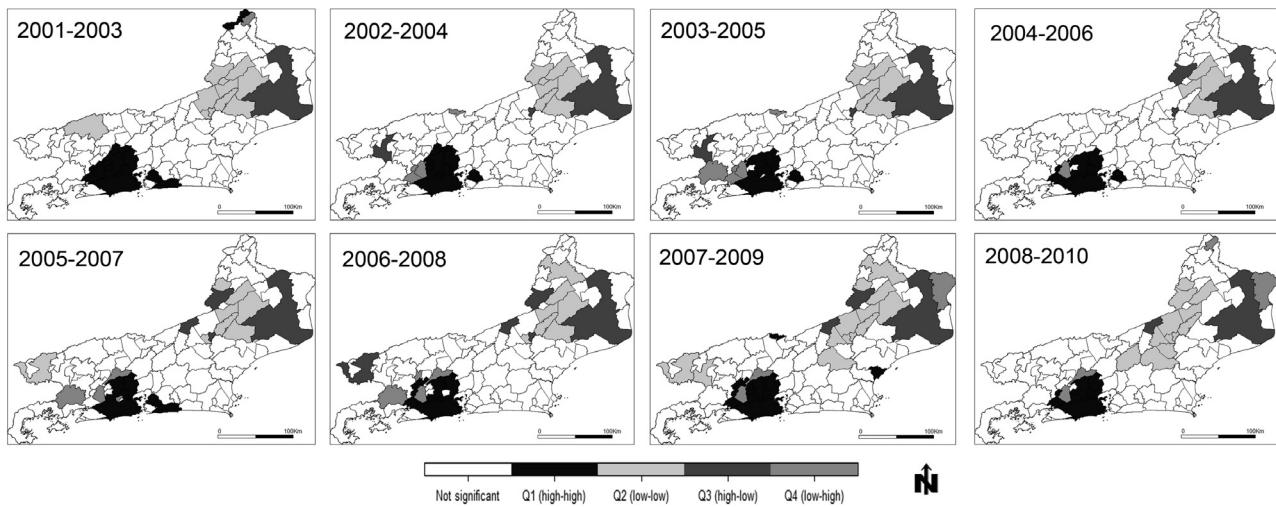 2001-2003
2002-2004
2003-2005
2004-2006
0 100Km
0 100Km
0 100Km
0 100Km
2005-2007
2006-2008
2007-2009
2008-2010
0 100Km
0 100Km
0 100Km
0 100Km
Not significant Q1 (high-high) Q2 (low-low) Q3 (high-low) Q4 (low-high)
N